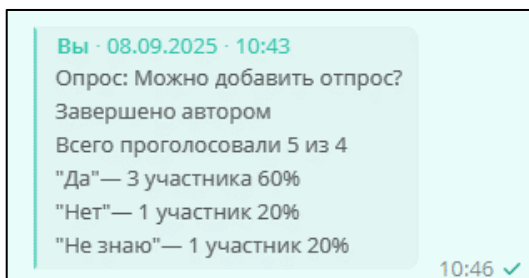 Вы · 08.09.2025 · 10:43
Опрос: Можно добавить отпрос?
Завершено автором
Всего проголосовали 5 из 4
"Да"— 3 участника 60%
"Нет"— 1 участник 20%
"Не знаю"— 1 участник 20%
10:46